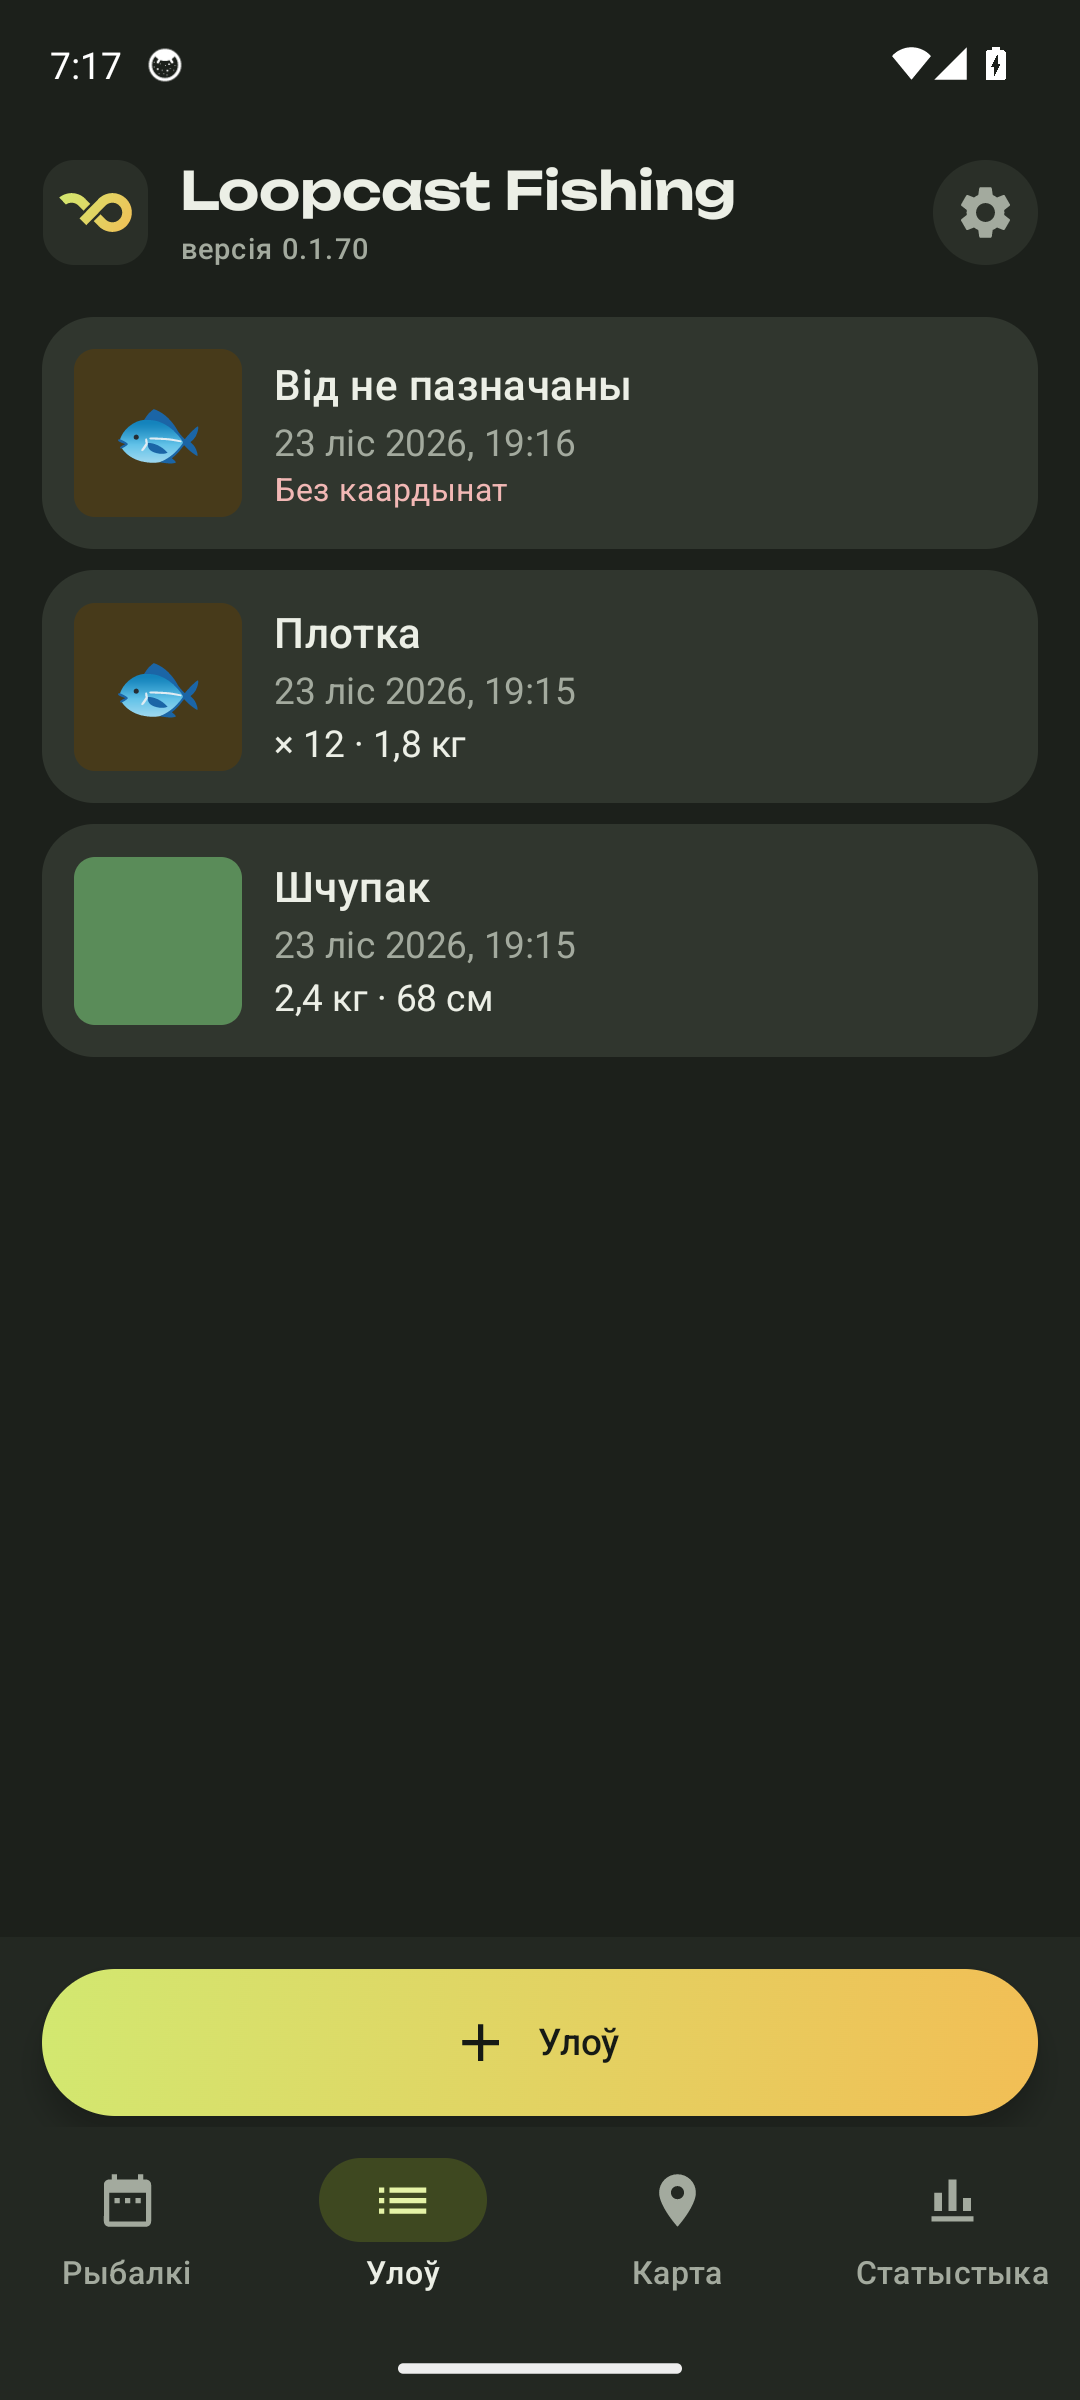 7:17
Loopcast Fishing
версія 0.1.70
Від не пазначаны
23 ліс 2026, 19:16
Без каардынат
Плотка
23 ліс 2026, 19:15
× 12 · 1,8 кг
Шчупак
23 ліс 2026, 19:15
2,4 кг · 68 см
Улоў
Рыбалкі
Улоў
Карта
Статыстыка